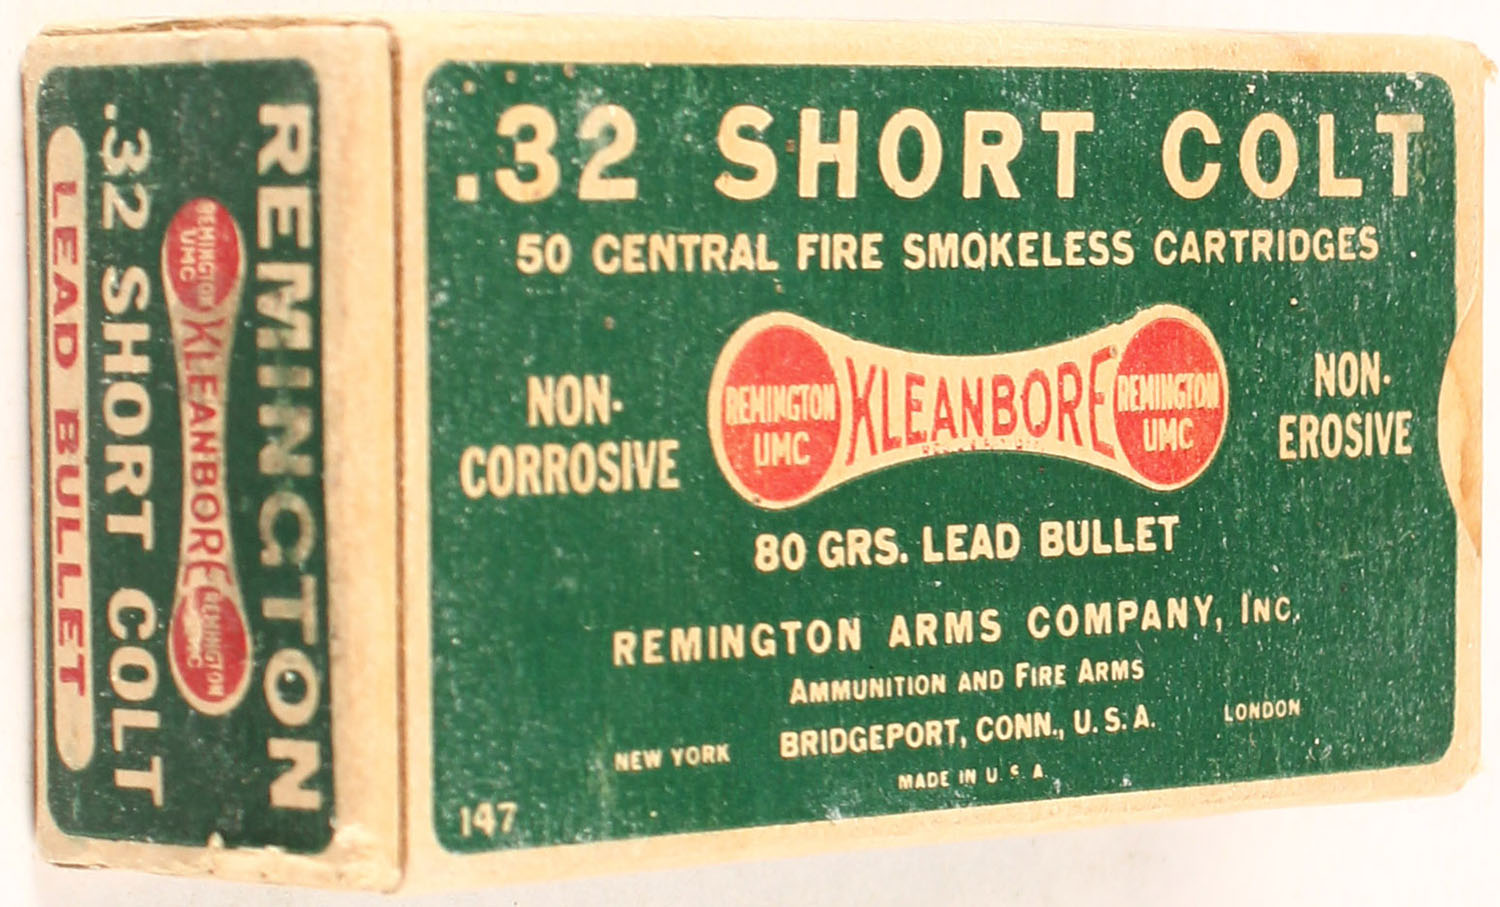 .32 SHORT COLT
50 CENTRAL FIRE SMOKELESS CARTRIDGES
NON-
CORROSIVE
REMINGTON
UMC
KLEANBORE
REMINGTON
UMC
NON-
EROSIVE
80 GRS. LEAD BULLET
REMINGTON ARMS COMPANY, INC.
AMMUNITION AND FIRE ARMS
NEW YORK BRIDGEPORT, CONN., U.S.A. LONDON
MADE IN U.S.A.
147
REMINGTON
REMINGTON
UMC
KLEANBORE
REMINGTON
UMC
.32 SHORT COLT
LEAD BULLET